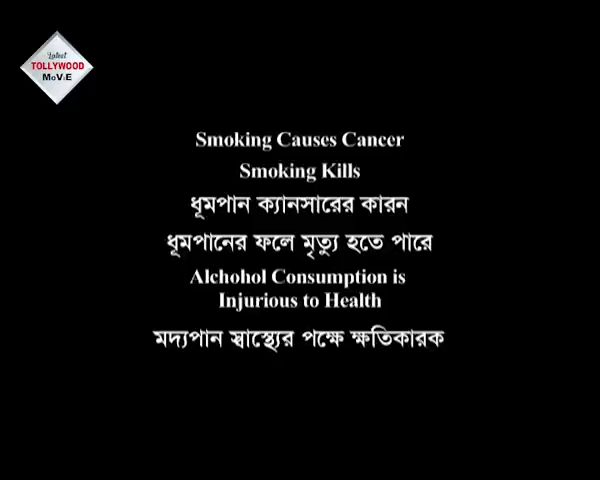 Latest
TOLLYWOOD
MoViE
Smoking Causes Cancer
Smoking Kills
ধূমপান ক্যানসারের কারন
ধূমপানের ফলে মৃত্যু হতে পারে
Alchohol Consumption is
Injurious to Health
মদ্যপান স্বাস্থ্যের পক্ষে ক্ষতিকারক